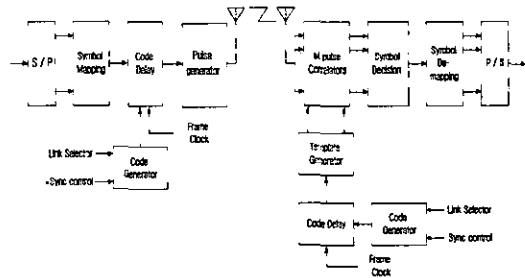 S / P
Symbol
Mapping
Code
Delay
Pulse
generator
M pulse
Correlators
Symbol
Decision
Symbol
De-
mapping
P / S
Frame
Clock
Link Selector
Sync control
Code
Generator
Template
Generator
Code Delay
Code
Generator
Link Selector
Sync control
Frame
Clock